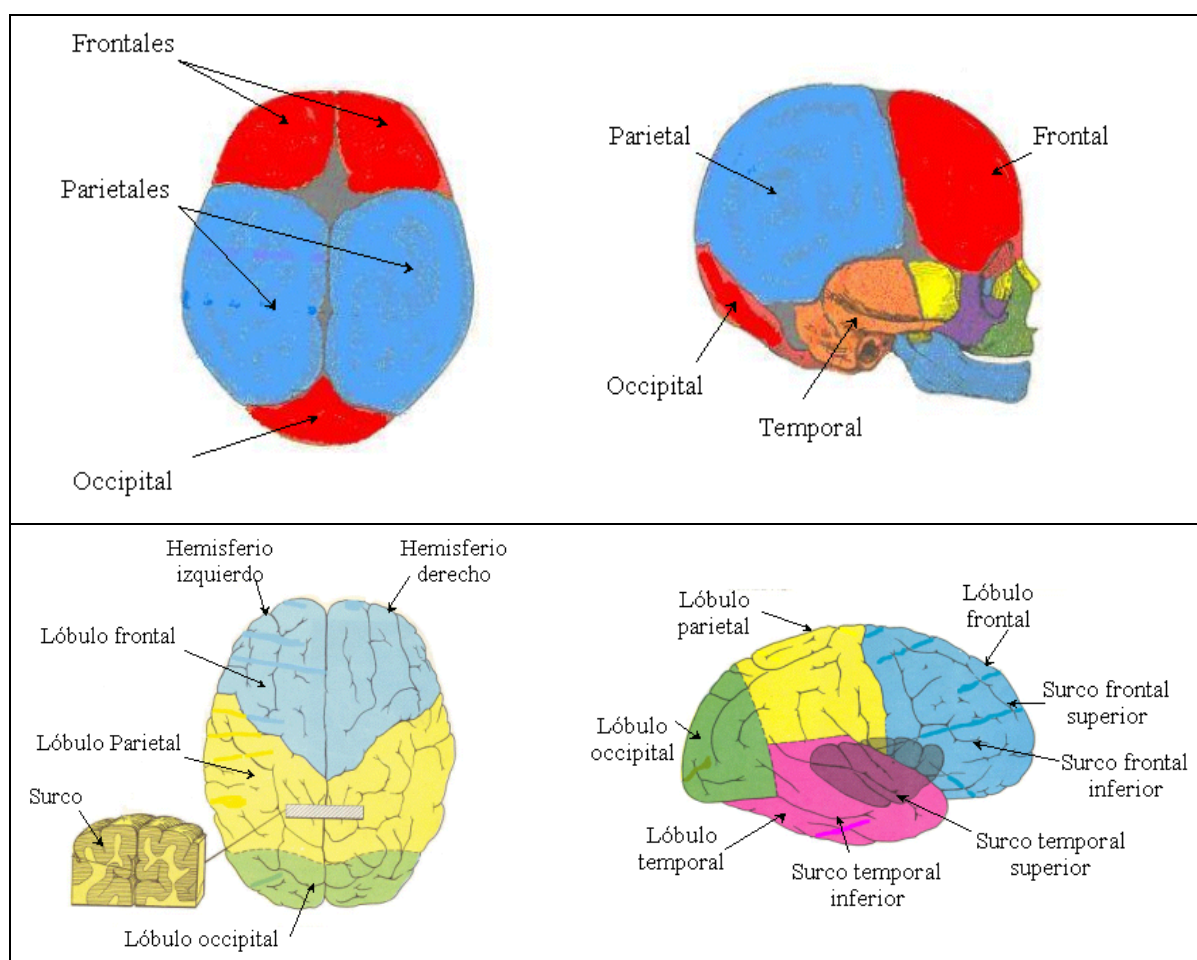 Frontales
Parietales
Occipital
Parietal
Frontal
Occipital
Temporal
Hemisferio
izquierdo
Hemisferio
derecho
Lóbulo frontal
Lóbulo Parietal
Surco
Lóbulo occipital
Lóbulo
parietal
Lóbulo
frontal
Surco frontal
superior
Lóbulo
occipital
Surco frontal
inferior
Lóbulo
temporal
Surco temporal
inferior
Surco temporal
superior